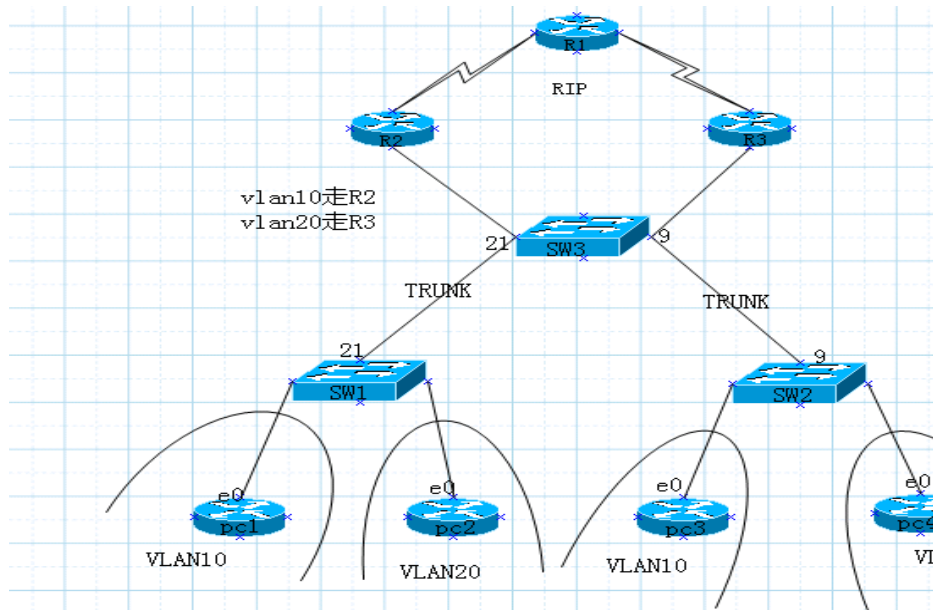 R1
RIP
R2
R3
vlan10走R2
vlan20走R3
21
SW3
9
TRUNK
TRUNK
21
9
SW1
SW2
e0
e0
e0
e0
pc1
pc2
pc3
pc4
VLAN10
VLAN20
VLAN10